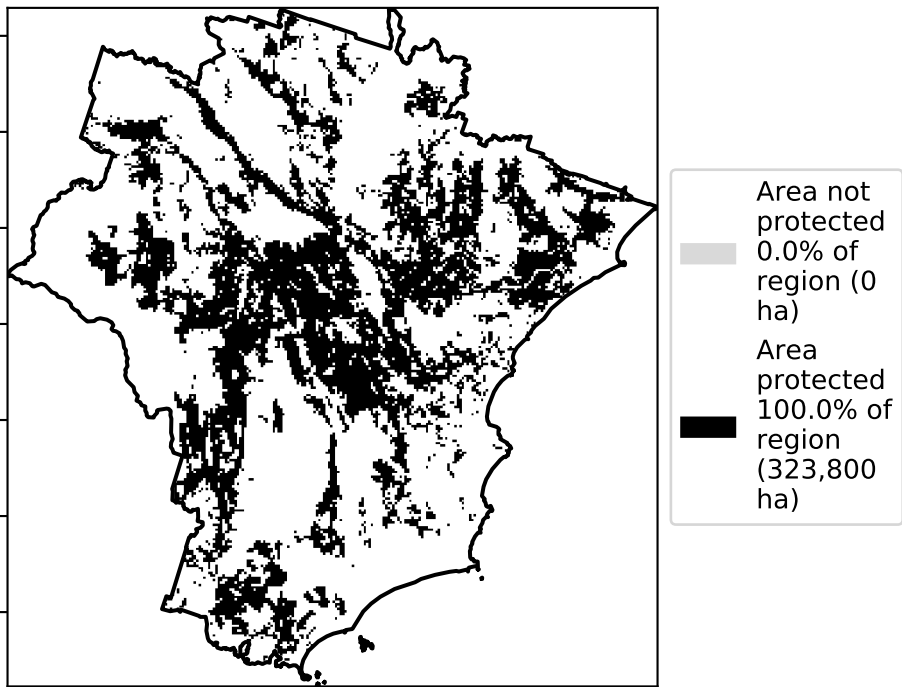 Area not
protected
0.0% of
region (0
ha)
Area
protected
100.0% of
region
(323,800
ha)